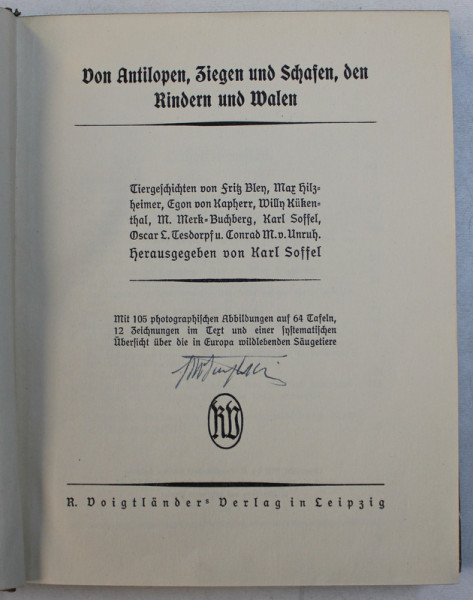 Von Antilopen, Ziegen und Schafen, den
Rindern und Walen
Tiergeschichten von Fritz Bley, Max Hilz-
heimer, Egon von Kapherr, Willy Küken-
thal, M. Merk-Buchberg, Karl Soffel,
Oscar L. Tesdorpf u. Conrad M. v. Unruh.
Herausgegeben von Karl Soffel
Mit 105 photographischen Abbildungen auf 64 Tafeln,
12 Zeichnungen im Text und einer systematischen
Übersicht über die in Europa wildlebenden Säugetiere
RV
R. Voigtländers Verlag in Leipzig